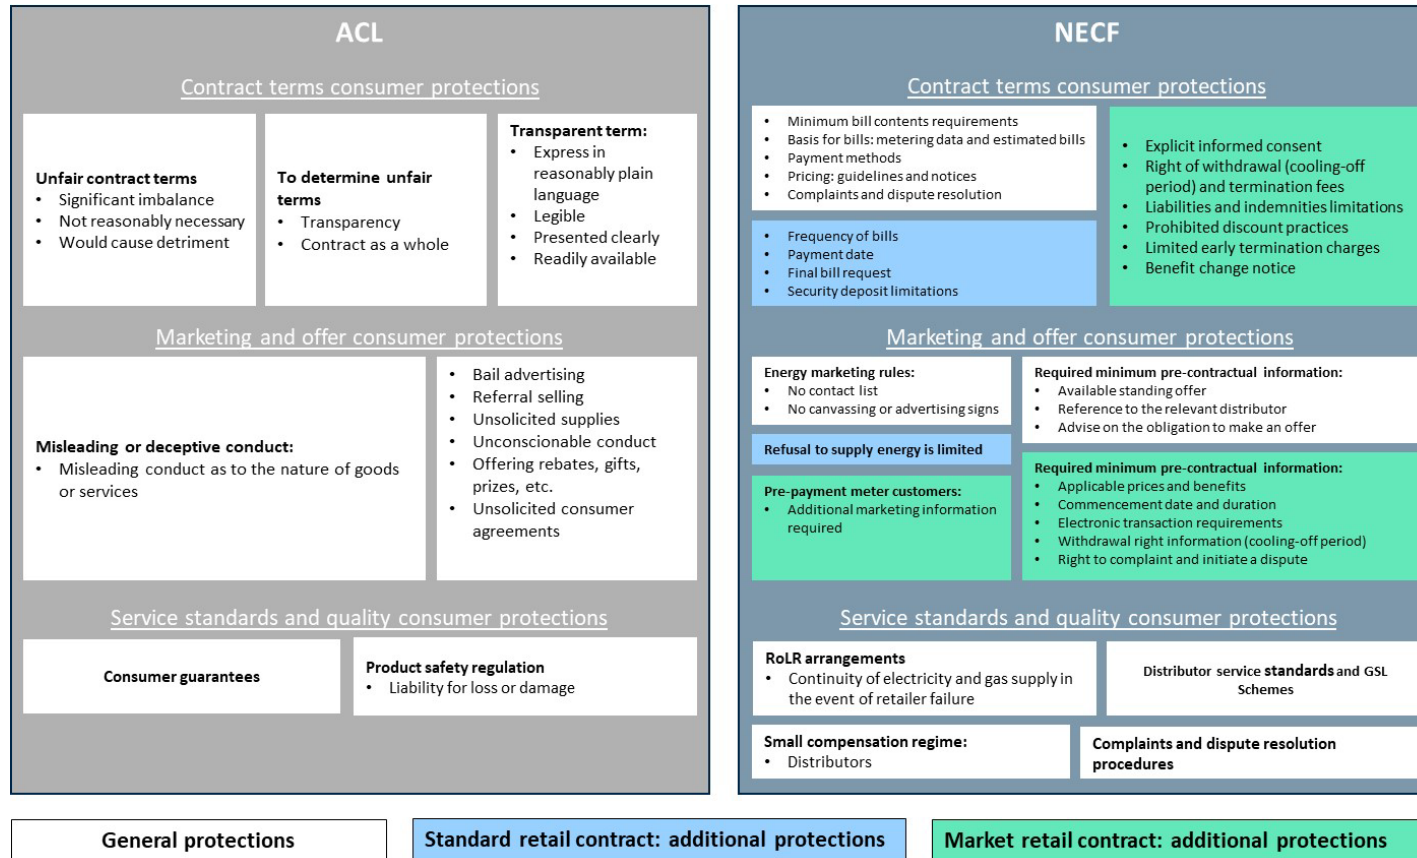 ACL
Contract terms consumer protections
Unfair contract terms
• Significant imbalance
• Not reasonably necessary
• Would cause detriment
To determine unfair
terms
• Transparency
• Contract as a whole
Transparent term:
• Express in
reasonably plain
language
• Legible
• Presented clearly
• Readily available
Marketing and offer consumer protections
Misleading or deceptive conduct:
• Misleading conduct as to the nature of goods
or services
• Bail advertising
• Referral selling
• Unsolicited supplies
• Unconscionable conduct
• Offering rebates, gifts,
prizes, etc.
• Unsolicited consumer
agreements
Service standards and quality consumer protections
Consumer guarantees
Product safety regulation
• Liability for loss or damage
NECF
Contract terms consumer protections
• Minimum bill contents requirements
• Basis for bills: metering data and estimated bills
• Payment methods
• Pricing: guidelines and notices
• Complaints and dispute resolution
• Frequency of bills
• Payment date
• Final bill request
• Security deposit limitations
• Explicit informed consent
• Right of withdrawal (cooling-off
period) and termination fees
• Liabilities and indemnities limitations
• Prohibited discount practices
• Limited early termination charges
• Benefit change notice
Marketing and offer consumer protections
Energy marketing rules:
• No contact list
• No canvassing or advertising signs
Refusal to supply energy is limited
Pre-payment meter customers:
• Additional marketing information
required
Required minimum pre-contractual information:
• Available standing offer
• Reference to the relevant distributor
• Advise on the obligation to make an offer
Required minimum pre-contractual information:
• Applicable prices and benefits
• Commencement date and duration
• Electronic transaction requirements
• Withdrawal right information (cooling-off period)
• Right to complaint and initiate a dispute
Service standards and quality consumer protections
RoLR arrangements
• Continuity of electricity and gas supply in
the event of retailer failure
Distributor service standards and GSL
Schemes
Small compensation regime:
• Distributors
Complaints and dispute resolution
procedures
General protections
Standard retail contract: additional protections
Market retail contract: additional protections